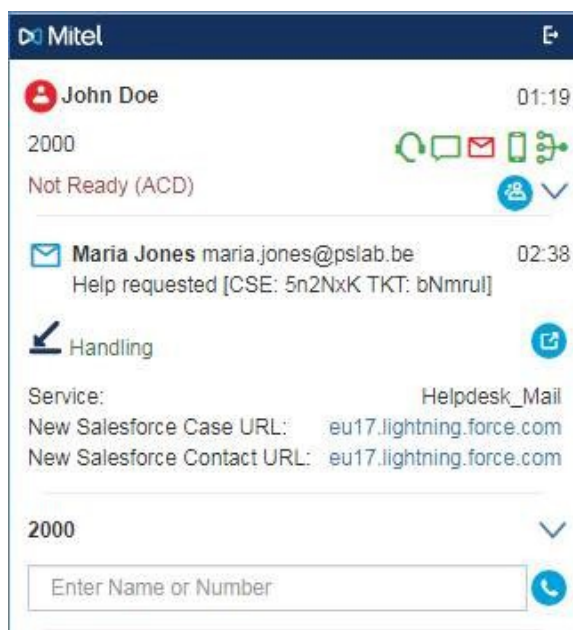 Mitel
John Doe 01:19
2000
Not Ready (ACD)
Maria Jones maria.jones@pslab.be 02:38
Help requested [CSE: 5n2NxK TKT: bNmrul]
Handling
Service: Helpdesk_Mail
New Salesforce Case URL: eu17.lightning.force.com
New Salesforce Contact URL: eu17.lightning.force.com
2000
Enter Name or Number